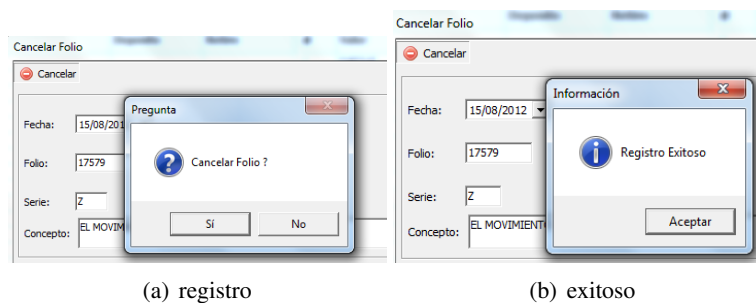 Cancelar Folio
Cancelar
Fecha: 15/08/201
Folio: 17579
Serie: Z
Concepto: EL MOVIM
Pregunta
Cancelar Folio ?
Sí No
(a) registro
Cancelar Folio
Cancelar
Fecha: 15/08/2012
Folio: 17579
Serie: Z
Concepto: EL MOVIMIENTO
Información
Registro Exitoso
Aceptar
(b) exitoso